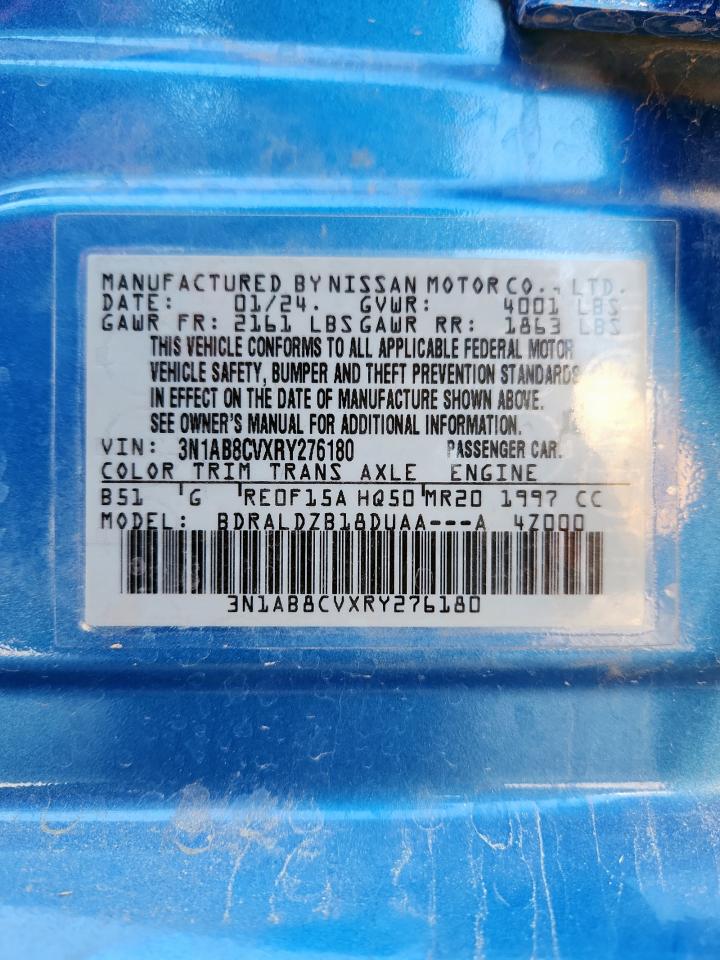 MANUFACTURED BY NISSAN MOTOR CO., LTD.
DATE: 01/24. GVWR: 4001 LBS
GAWR FR: 2161 LBS GAWR RR: 1863 LBS
THIS VEHICLE CONFORMS TO ALL APPLICABLE FEDERAL MOTOR
VEHICLE SAFETY, BUMPER AND THEFT PREVENTION STANDARDS
IN EFFECT ON THE DATE OF MANUFACTURE SHOWN ABOVE.
SEE OWNER'S MANUAL FOR ADDITIONAL INFORMATION.
VIN: 3N1AB8CVXRY276180 PASSENGER CAR.
COLOR TRIM TRANS AXLE ENGINE
B51 G RE0F15A HQ50 MR20 1997 CC
MODEL: BDRALDZB18DUAA---A 4Z000
3N1AB8CVXRY276180